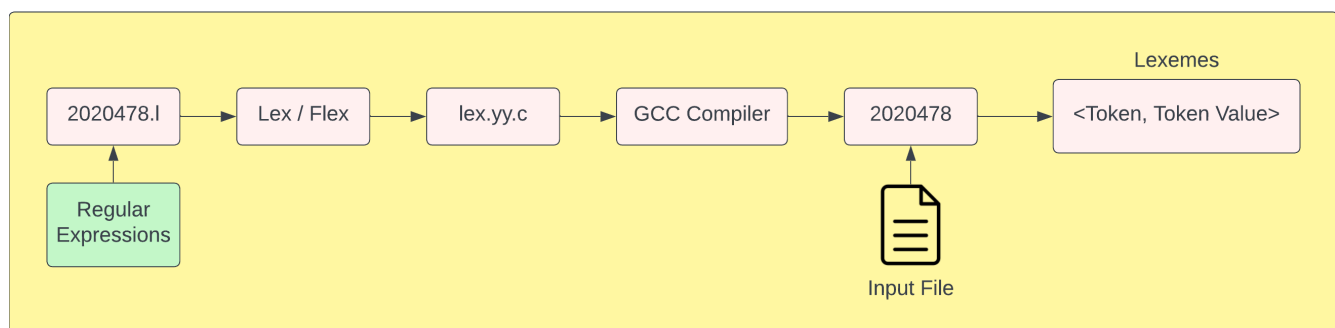 Lexemes
2020478.l
Lex / Flex
lex.yy.c
GCC Compiler
2020478
<Token, Token Value>
Regular
Expressions
Input File